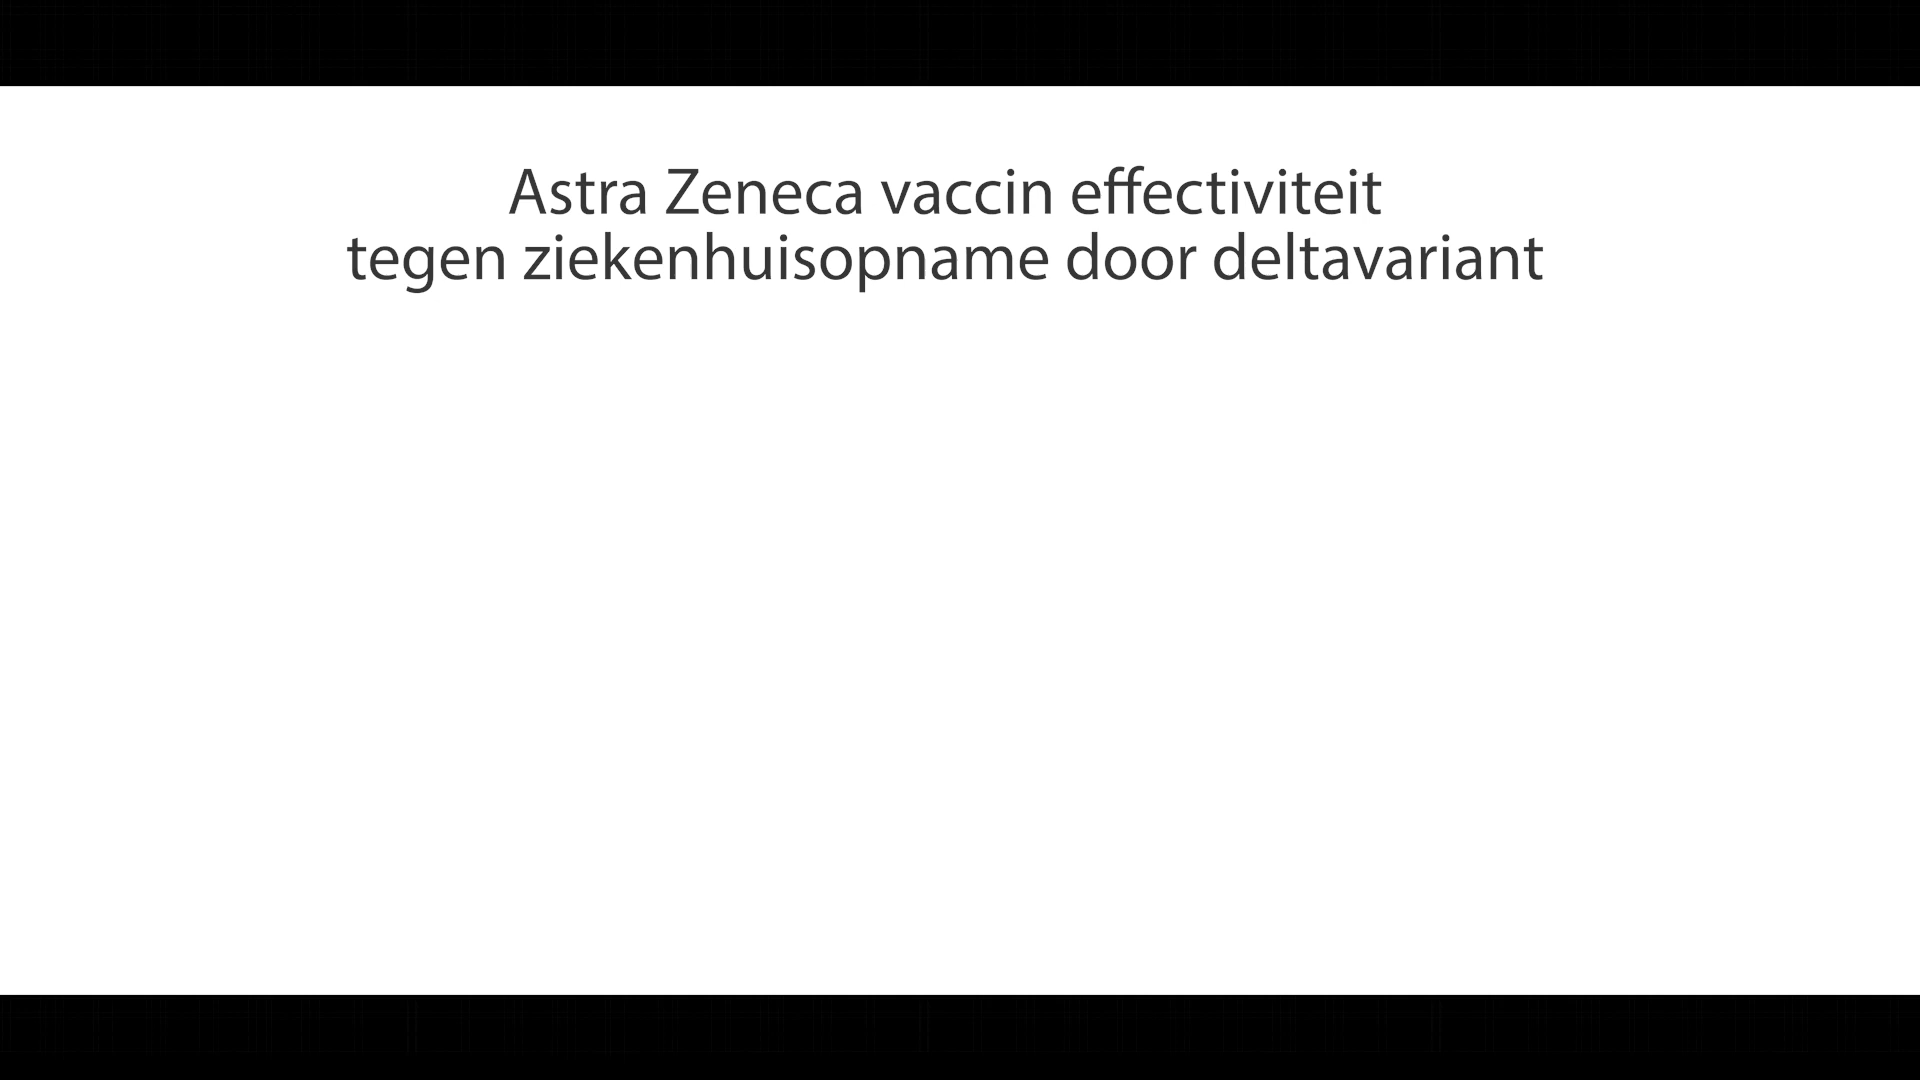 Astra Zeneca vaccin effectiviteit
tegen ziekenhuisopname door deltavariant